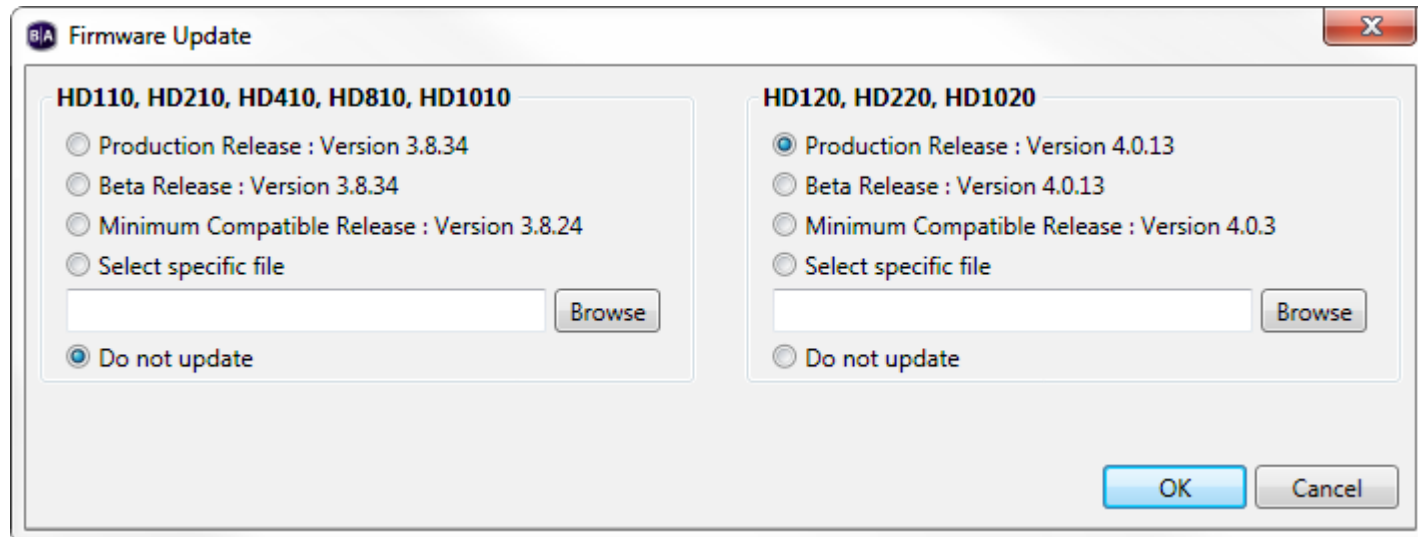 B|A Firmware Update
X
HD110, HD210, HD410, HD810, HD1010
Production Release : Version 3.8.34
Beta Release : Version 3.8.34
Minimum Compatible Release : Version 3.8.24
Select specific file
Browse
Do not update
HD120, HD220, HD1020
Production Release : Version 4.0.13
Beta Release : Version 4.0.13
Minimum Compatible Release : Version 4.0.3
Select specific file
Browse
Do not update
OK Cancel